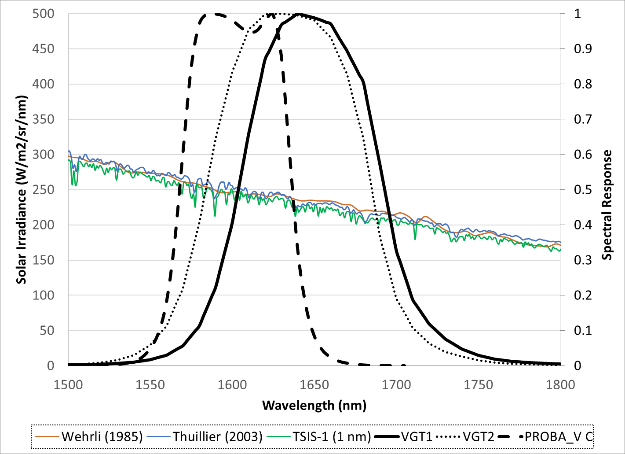 500 1
450 0.9
400 0.8
350 0.7
300 0.6
250 0.5
200 0.4
150 0.3
100 0.2
50 0.1
0 0
Solar Irradiance (W/m2/sr/nm)
Spectral Response
1500 1550 1600 1650 1700 1750 1800
Wavelength (nm)
Wehrli (1985) Thuillier (2003) TSIS-1 (1 nm) VGT1 VGT2 PROBA_V C